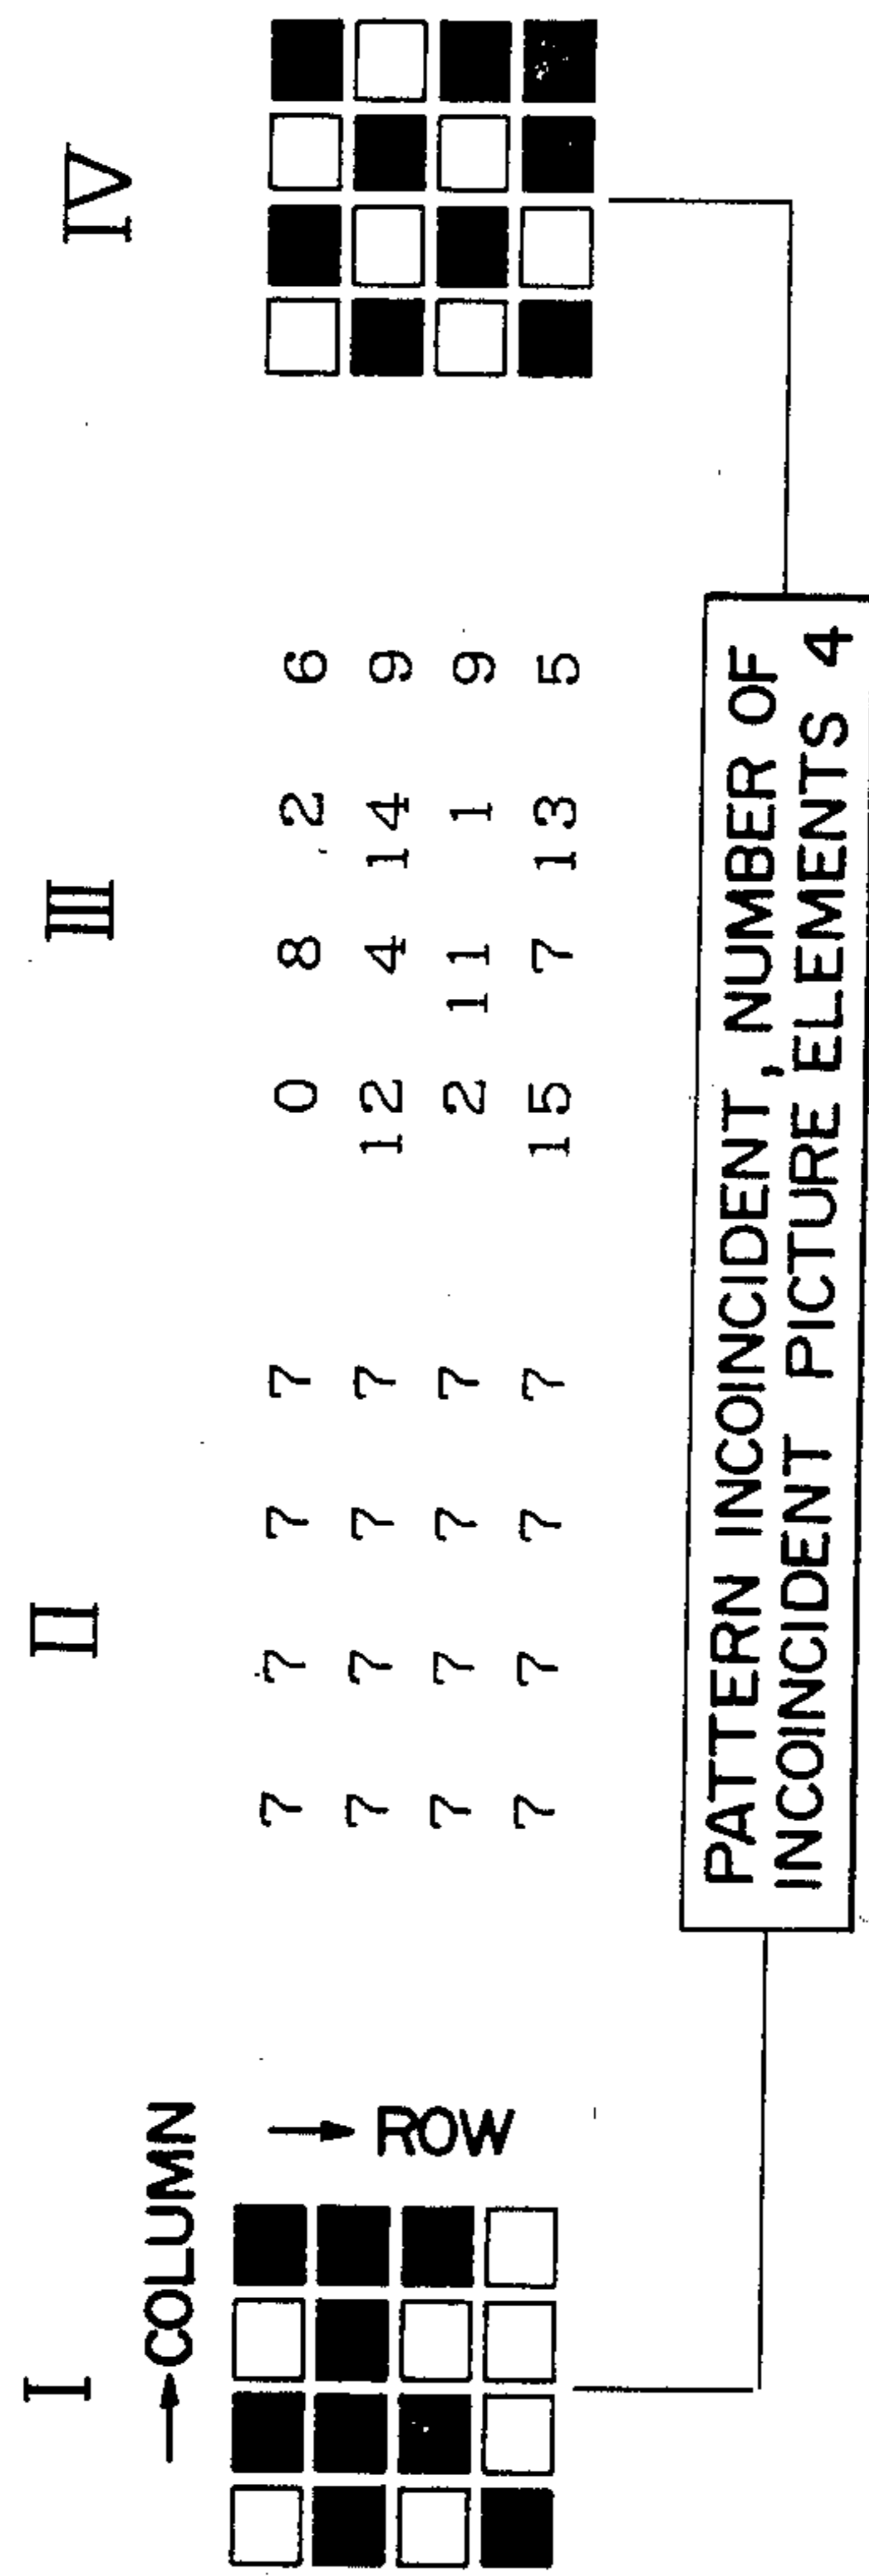 I II III IV
COLUMN
ROW
7 7 7 7 0 8 2 6
7 7 7 7 12 4 14 9
7 7 7 7 2 11 1 9
7 7 7 7 15 7 13 5
PATTERN INCOINCIDENT, NUMBER OF
INCOINCIDENT PICTURE ELEMENTS 4